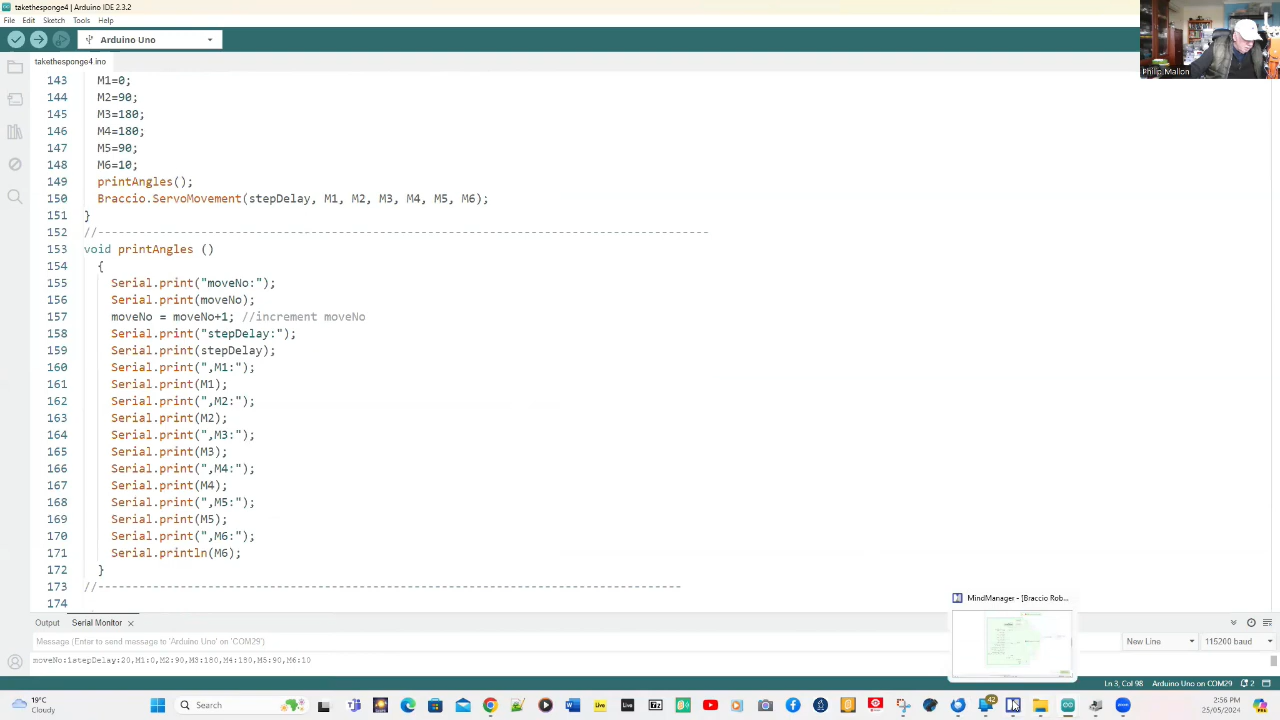 takethesponge4 | Arduino IDE 2.3.2
File Edit Sketch Tools Help
Arduino Uno
takethesponge4.ino
Philip Mallon
143 M1=0;
144 M2=90;
145 M3=180;
146 M4=180;
147 M5=90;
148 M6=10;
149 printAngles();
150 Braccio.ServoMovement(stepDelay, M1, M2, M3, M4, M5, M6);
151 }
152 //-----------------------------------------------------------------------------------------
153 void printAngles ()
154 {
155 Serial.print("moveNo:");
156 Serial.print(moveNo);
157 moveNo = moveNo+1; //increment moveNo
158 Serial.print("stepDelay:");
159 Serial.print(stepDelay);
160 Serial.print(",M1:");
161 Serial.print(M1);
162 Serial.print(",M2:");
163 Serial.print(M2);
164 Serial.print(",M3:");
165 Serial.print(M3);
166 Serial.print(",M4:");
167 Serial.print(M4);
168 Serial.print(",M5:");
169 Serial.print(M5);
170 Serial.print(",M6:");
171 Serial.println(M6);
172 }
173 //-------------------------------------------------------------------------------------
174
MindManager - [Braccio Rob...
Output Serial Monitor
Message (Enter to send message to 'Arduino Uno' on 'COM29')
New Line 115200 baud
moveNo:1stepDelay:20,M1:0,M2:90,M3:180,M4:180,M5:90,M6:10
Ln 3, Col 98 Arduino Uno on COM29 2
19°C
Cloudy
Search
42
2:56 PM
25/05/2024